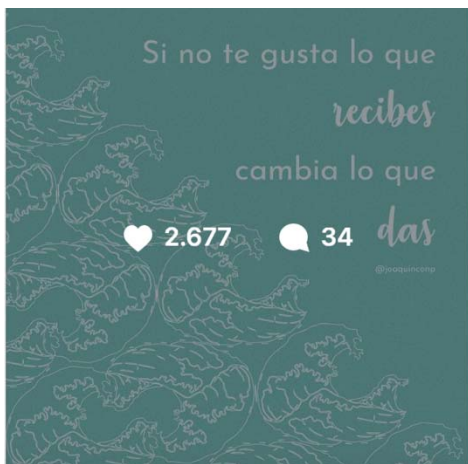 Si no te gusta lo que
recibes
cambia lo que
2.677 34 das
@joaquinconp